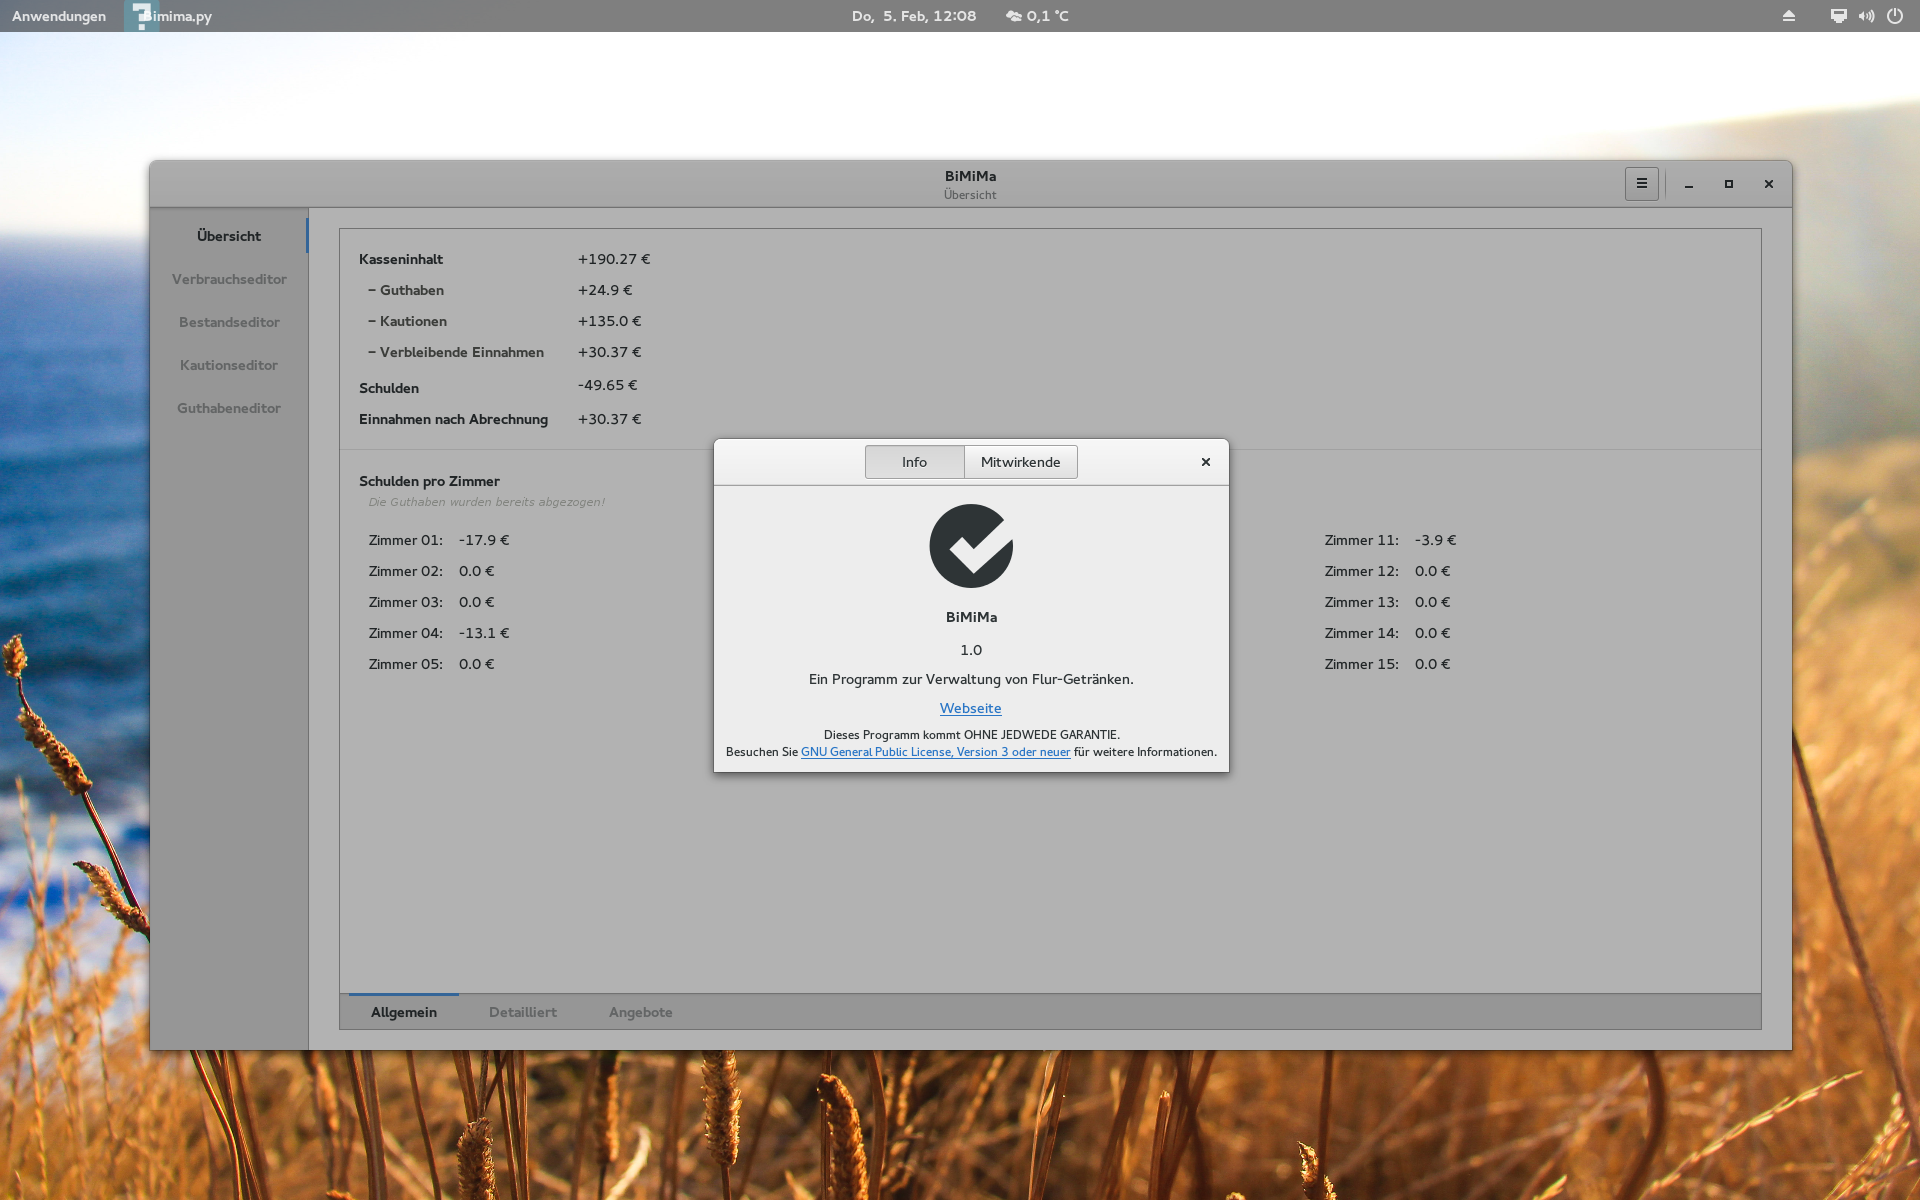 Anwendungen
Bimima.py
Do, 5. Feb, 12:08
0,1 °C
BiMiMa
Übersicht
Übersicht
Verbrauchseditor
Bestandseditor
Kautionseditor
Guthabeneditor
Kasseninhalt +190.27 €
– Guthaben +24.9 €
– Kautionen +135.0 €
– Verbleibende Einnahmen +30.37 €
Schulden -49.65 €
Einnahmen nach Abrechnung +30.37 €
Schulden pro Zimmer
Die Guthaben wurden bereits abgezogen!
Zimmer 01: -17.9 €
Zimmer 02: 0.0 €
Zimmer 03: 0.0 €
Zimmer 04: -13.1 €
Zimmer 05: 0.0 €
Zimmer 11: -3.9 €
Zimmer 12: 0.0 €
Zimmer 13: 0.0 €
Zimmer 14: 0.0 €
Zimmer 15: 0.0 €
Info
Mitwirkende
BiMiMa
1.0
Ein Programm zur Verwaltung von Flur-Getränken.
Webseite
Dieses Programm kommt OHNE JEDWEDE GARANTIE.
Besuchen Sie GNU General Public License, Version 3 oder neuer für weitere Informationen.
Allgemein
Detailliert
Angebote